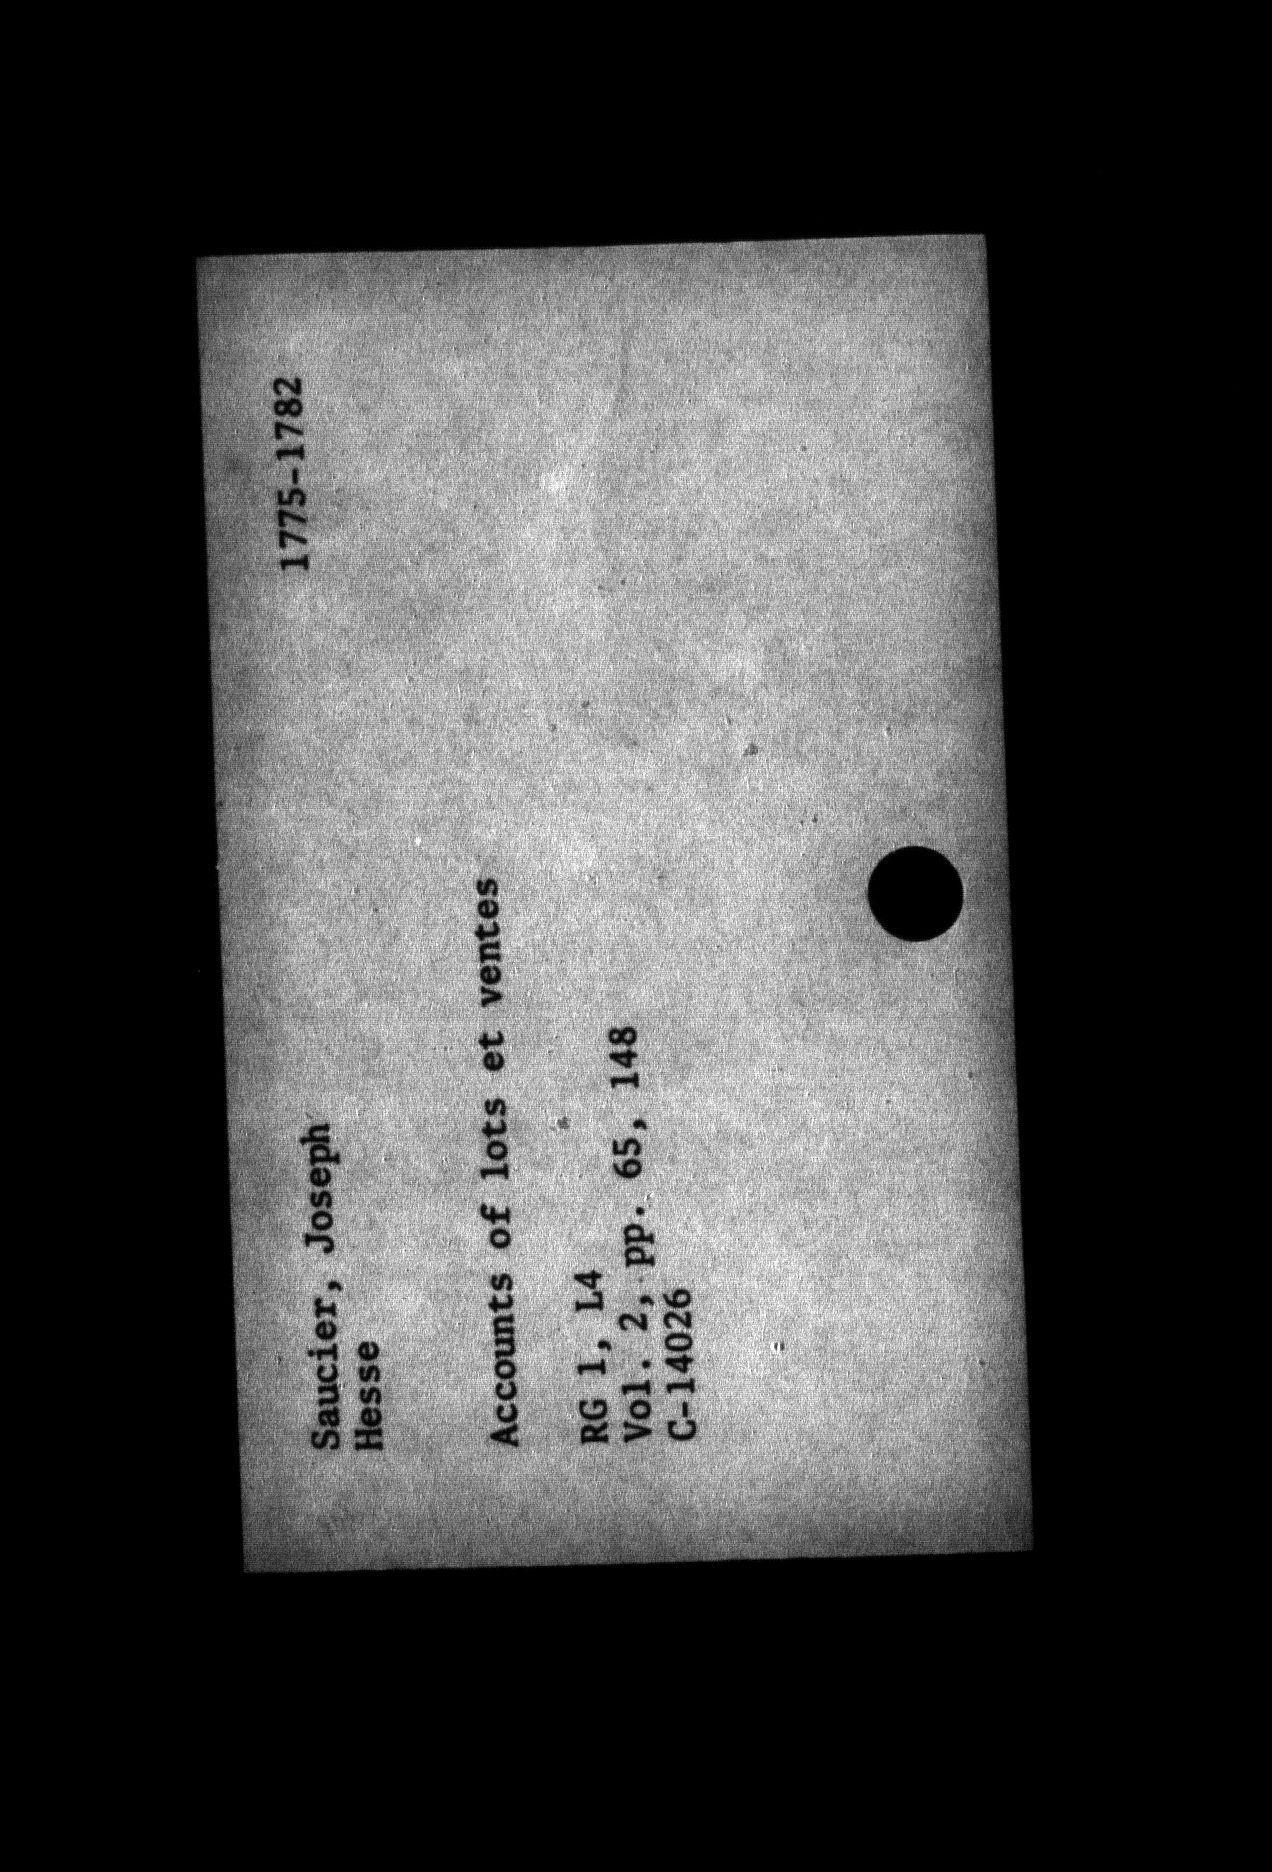 1775-1782
Saucier, Joseph
Hesse
Accounts of lots et ventes
RG 1, L4
Vol. 2, pp. 65, 148
C-14026